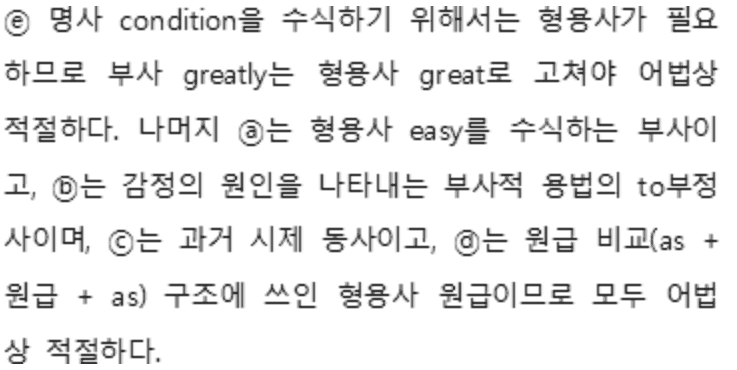 ⓔ 명사 condition을 수식하기 위해서는 형용사가 필요
하므로 부사 greatly는 형용사 great로 고쳐야 어법상
적절하다. 나머지 ⓐ는 형용사 easy를 수식하는 부사이
고, ⓑ는 감정의 원인을 나타내는 부사적 용법의 to부정
사이며, ⓒ는 과거 시제 동사이고, ⓓ는 원급 비교(as +
원급 + as) 구조에 쓰인 형용사 원급이므로 모두 어법
상 적절하다.